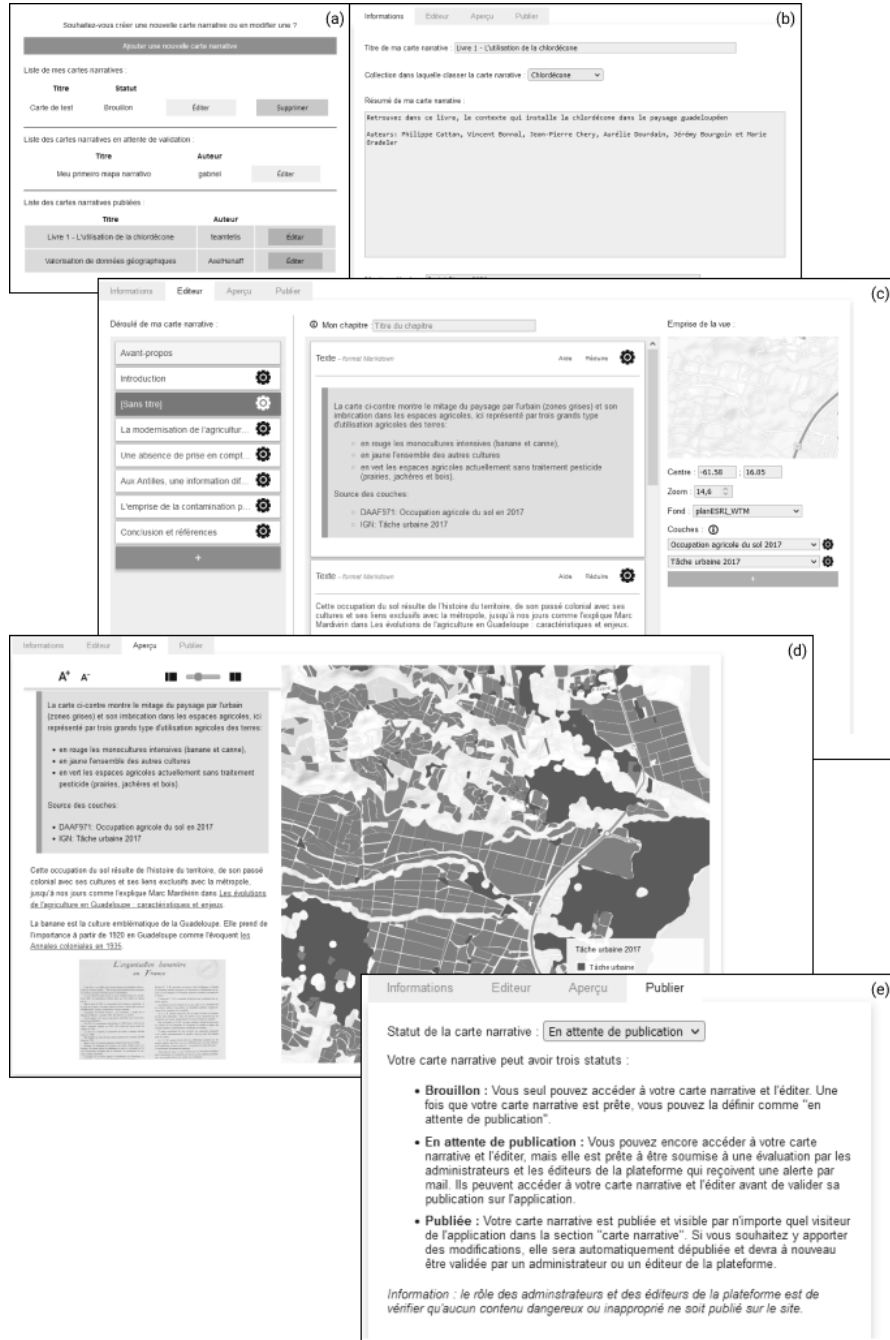 (a)
Souhaitez-vous créer une nouvelle carte narrative ou en modifier une ?
Ajouter une nouvelle carte narrative
Liste de mes cartes narratives :
Titre Statut
Carte de test Brouillon Éditer Supprimer
Liste des cartes narratives en attente de validation :
Titre Auteur
Meu primeiro mapa narrativo gabriel Éditer
Liste des cartes narratives publiées :
Titre Auteur
Livre 1 - L'utilisation de la chlordécone teamtetis Éditer
Valorisation de données géographiques AxelHenaff Éditer
(b)
Informations Editeur Aperçu Publier
Titre de ma carte narrative : Livre 1 - L'utilisation de la chlordécone
Collection dans laquelle classer la carte narrative : Chlordécone
Résumé de ma carte narrative :
Retrouvez dans ce livre, le contexte qui installe la chlordécone dans le paysage guadeloupéen
Auteurs: Philippe Cattan, Vincent Bonnal, Jean-Pierre Chery, Aurélie Dourdain, Jérémy Bourgoin et Marie
Gradeler
(c)
Informations Editeur Aperçu Publier
Déroulé de ma carte narrative :
Avant-propos
Introduction
[Sans titre]
La modernisation de l'agricultur...
Une absence de prise en compt...
Aux Antilles, une information dif...
L'emprise de la contamination p...
Conclusion et références
+
Mon chapitre : Titre du chapitre
Texte - format Markdown Aide Réduire
La carte ci-contre montre le mitage du paysage par l'urbain (zones grises) et son
imbrication dans les espaces agricoles, ici représenté par trois grands type
d'utilisation agricoles des terres:
en rouge les monocultures intensives (banane et canne),
en jaune l'ensemble des autres cultures
en vert les espaces agricoles actuellement sans traitement pesticide
(prairies, jachères et bois).
Source des couches:
DAAF971: Occupation agricole du sol en 2017
IGN: Tâche urbaine 2017
Texte - format Markdown Aide Réduire
Cette occupation du sol résulte de l'histoire du territoire, de son passé colonial avec ses
cultures et ses liens exclusifs avec la métropole, jusqu'à nos jours comme l'explique Marc
Mardivirin dans Les évolutions de l'agriculture en Guadeloupe : caractéristiques et enjeux.
Emprise de la vue :
Centre : -61.58 ; 16.05
Zoom : 14,6
Fond : planESRI_WTM
Couches :
Occupation agricole du sol 2017
Tâche urbaine 2017
+
(d)
Informations Editeur Aperçu Publier
A+ A-
La carte ci-contre montre le mitage du paysage par l'urbain
(zones grises) et son imbrication dans les espaces agricoles, ici
représenté par trois grands type d'utilisation agricoles des terres:
• en rouge les monocultures intensives (banane et canne),
• en jaune l'ensemble des autres cultures
• en vert les espaces agricoles actuellement sans traitement
pesticide (prairies, jachères et bois).
Source des couches:
• DAAF971: Occupation agricole du sol en 2017
• IGN: Tâche urbaine 2017
Cette occupation du sol résulte de l'histoire du territoire, de son passé
colonial avec ses cultures et ses liens exclusifs avec la métropole,
jusqu'à nos jours comme l'explique Marc Mardivirin dans Les évolutions
de l'agriculture en Guadeloupe : caractéristiques et enjeux.
La banane est la culture emblématique de la Guadeloupe. Elle prend de
l'importance à partir de 1920 en Guadeloupe comme l'évoquent les
Annales coloniales en 1935.
L'organisation bananière
en France
Tâche urbaine 2017
Tâche urbaine
(e)
Informations Editeur Aperçu Publier
Statut de la carte narrative : En attente de publication
Votre carte narrative peut avoir trois statuts :
• Brouillon : Vous seul pouvez accéder à votre carte narrative et l'éditer. Une
fois que votre carte narrative est prête, vous pouvez la définir comme "en
attente de publication".
• En attente de publication : Vous pouvez encore accéder à votre carte
narrative et l'éditer, mais elle est prête à être soumise à une évaluation par les
administrateurs et les éditeurs de la plateforme qui reçoivent une alerte par
mail. Ils peuvent accéder à votre carte narrative et l'éditer avant de valider sa
publication sur l'application.
• Publiée : Votre carte narrative est publiée et visible par n'importe quel visiteur
de l'application dans la section "carte narrative". Si vous souhaitez y apporter
des modifications, elle sera automatiquement dépubliée et devra à nouveau
être validée par un administrateur ou un éditeur de la plateforme.
Information : le rôle des adminstrateurs et des éditeurs de la plateforme est de
vérifier qu'aucun contenu dangereux ou inapproprié ne soit publié sur le site.